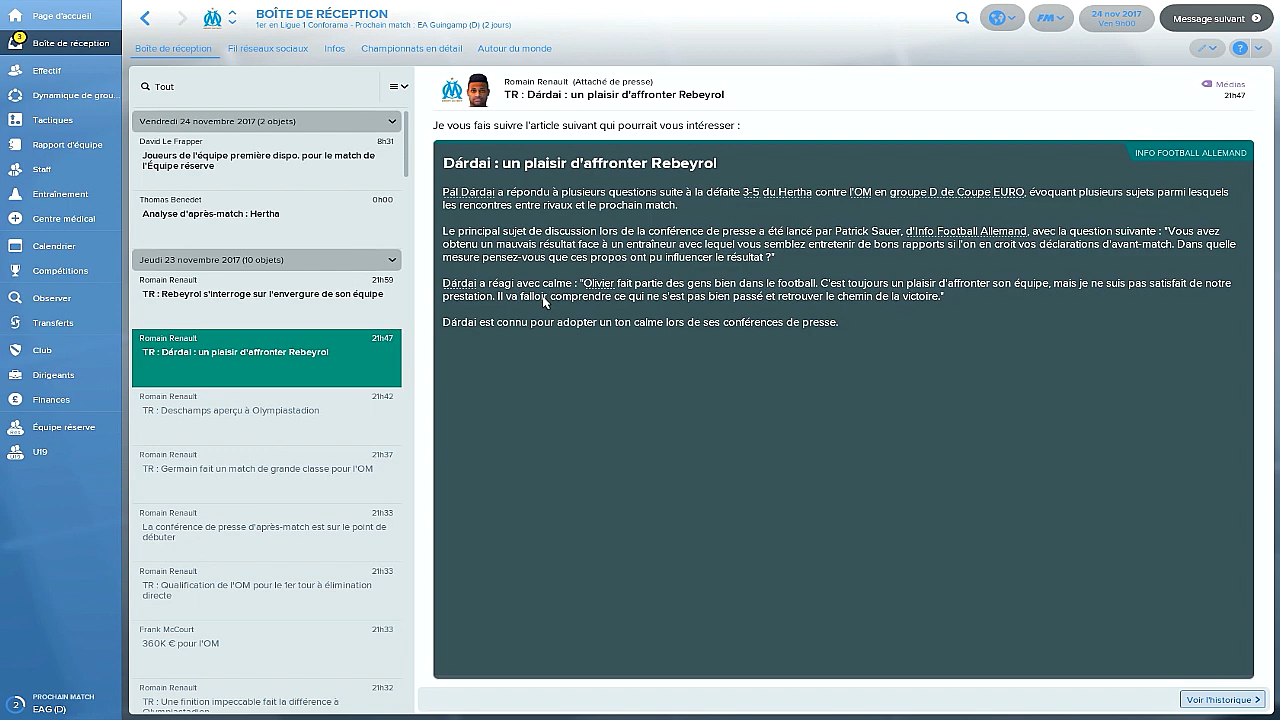 Page d'accueil
3
Boîte de réception
Effectif
Dynamique de grou...
Tactiques
Rapport d'équipe
Staff
Entraînement
Centre médical
Calendrier
Compétitions
Observer
Transferts
Club
Dirigeants
Finances
Équipe réserve
U19
2
PROCHAIN MATCH
EAG (D)
BOÎTE DE RÉCEPTION
1er en Ligue 1 Conforama - Prochain match : EA Guingamp (D) (2 jours)
FM
24 nov 2017
Ven 9h00
Message suivant
Boîte de réception
Fil réseaux sociaux
Infos
Championnats en détail
Autour du monde
?
Tout
Vendredi 24 novembre 2017 (2 objets)
David Le Frapper 8h31
Joueurs de l'équipe première dispo. pour le match de
l'Équipe réserve
Thomas Benedet 0h00
Analyse d'après-match : Hertha
Jeudi 23 novembre 2017 (10 objets)
Romain Renault 21h59
TR : Rebeyrol s'interroge sur l'envergure de son équipe
Romain Renault 21h47
TR : Dárdai : un plaisir d'affronter Rebeyrol
Romain Renault 21h42
TR : Deschamps aperçu à Olympiastadion
Romain Renault 21h37
TR : Germain fait un match de grande classe pour l'OM
Romain Renault 21h33
La conférence de presse d'après-match est sur le point de
débuter
Romain Renault 21h33
TR : Qualification de l'OM pour le 1er tour à élimination
directe
Frank McCourt 21h33
360K € pour l'OM
Romain Renault 21h32
TR : Une finition impeccable fait la différence à
Olympiastadion
Romain Renault (Attaché de presse)
TR : Dárdai : un plaisir d'affronter Rebeyrol
Médias
21h47
Je vous fais suivre l'article suivant qui pourrait vous intéresser :
INFO FOOTBALL ALLEMAND
Dárdai : un plaisir d'affronter Rebeyrol
Pál Dárdai a répondu à plusieurs questions suite à la défaite 3-5 du Hertha contre l'OM en groupe D de Coupe EURO, évoquant plusieurs sujets parmi lesquels
les rencontres entre rivaux et le prochain match.
Le principal sujet de discussion lors de la conférence de presse a été lancé par Patrick Sauer, d'Info Football Allemand, avec la question suivante : "Vous avez
obtenu un mauvais résultat face à un entraîneur avec lequel vous semblez entretenir de bons rapports si l'on en croit vos déclarations d'avant-match. Dans quelle
mesure pensez-vous que ces propos ont pu influencer le résultat ?"
Dárdai a réagi avec calme : "Olivier fait partie des gens bien dans le football. C'est toujours un plaisir d'affronter son équipe, mais je ne suis pas satisfait de notre
prestation. Il va falloir comprendre ce qui ne s'est pas bien passé et retrouver le chemin de la victoire."
Dárdai est connu pour adopter un ton calme lors de ses conférences de presse.
Voir l'historique